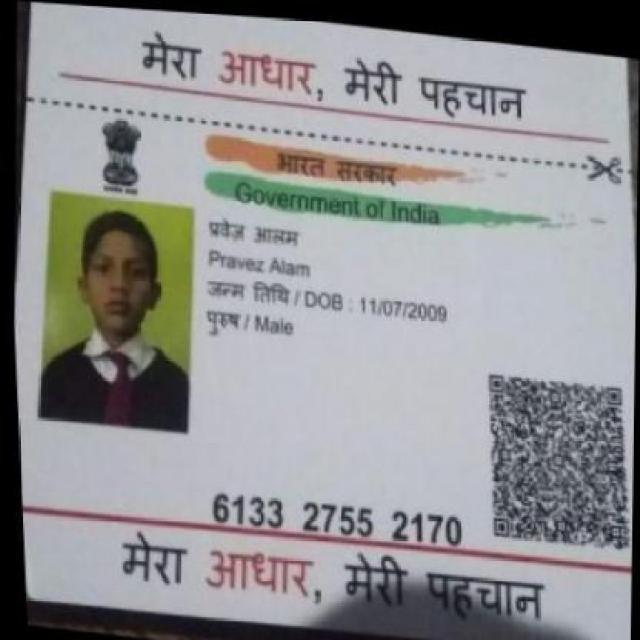 मेरा आधार, मेरी पहचान
भारत सरकार
Government of India
प्रवेज़ आलम
Pravez Alam
जन्म तिथि / DOB : 11/07/2009
पुरुष / Male
6133 2755 2170
मेरा आधार, मेरी पहचान